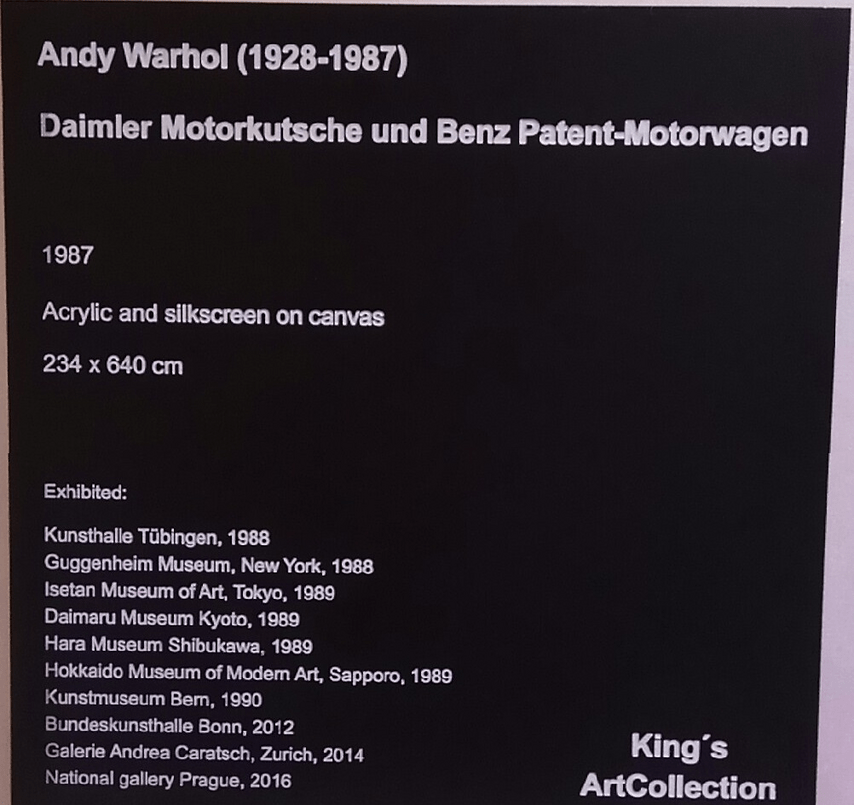 Andy Warhol (1928-1987)
Daimler Motorkutsche und Benz Patent-Motorwagen
1987
Acrylic and silkscreen on canvas
234 x 640 cm
Exhibited:
Kunsthalle Tübingen, 1988
Guggenheim Museum, New York, 1988
Isetan Museum of Art, Tokyo, 1989
Daimaru Museum Kyoto, 1989
Hara Museum Shibukawa, 1989
Hokkaido Museum of Modern Art, Sapporo, 1989
Kunstmuseum Bern, 1990
Bundeskunsthalle Bonn, 2012
Galerie Andrea Caratsch, Zurich, 2014
National gallery Prague, 2016
King´s
ArtCollection